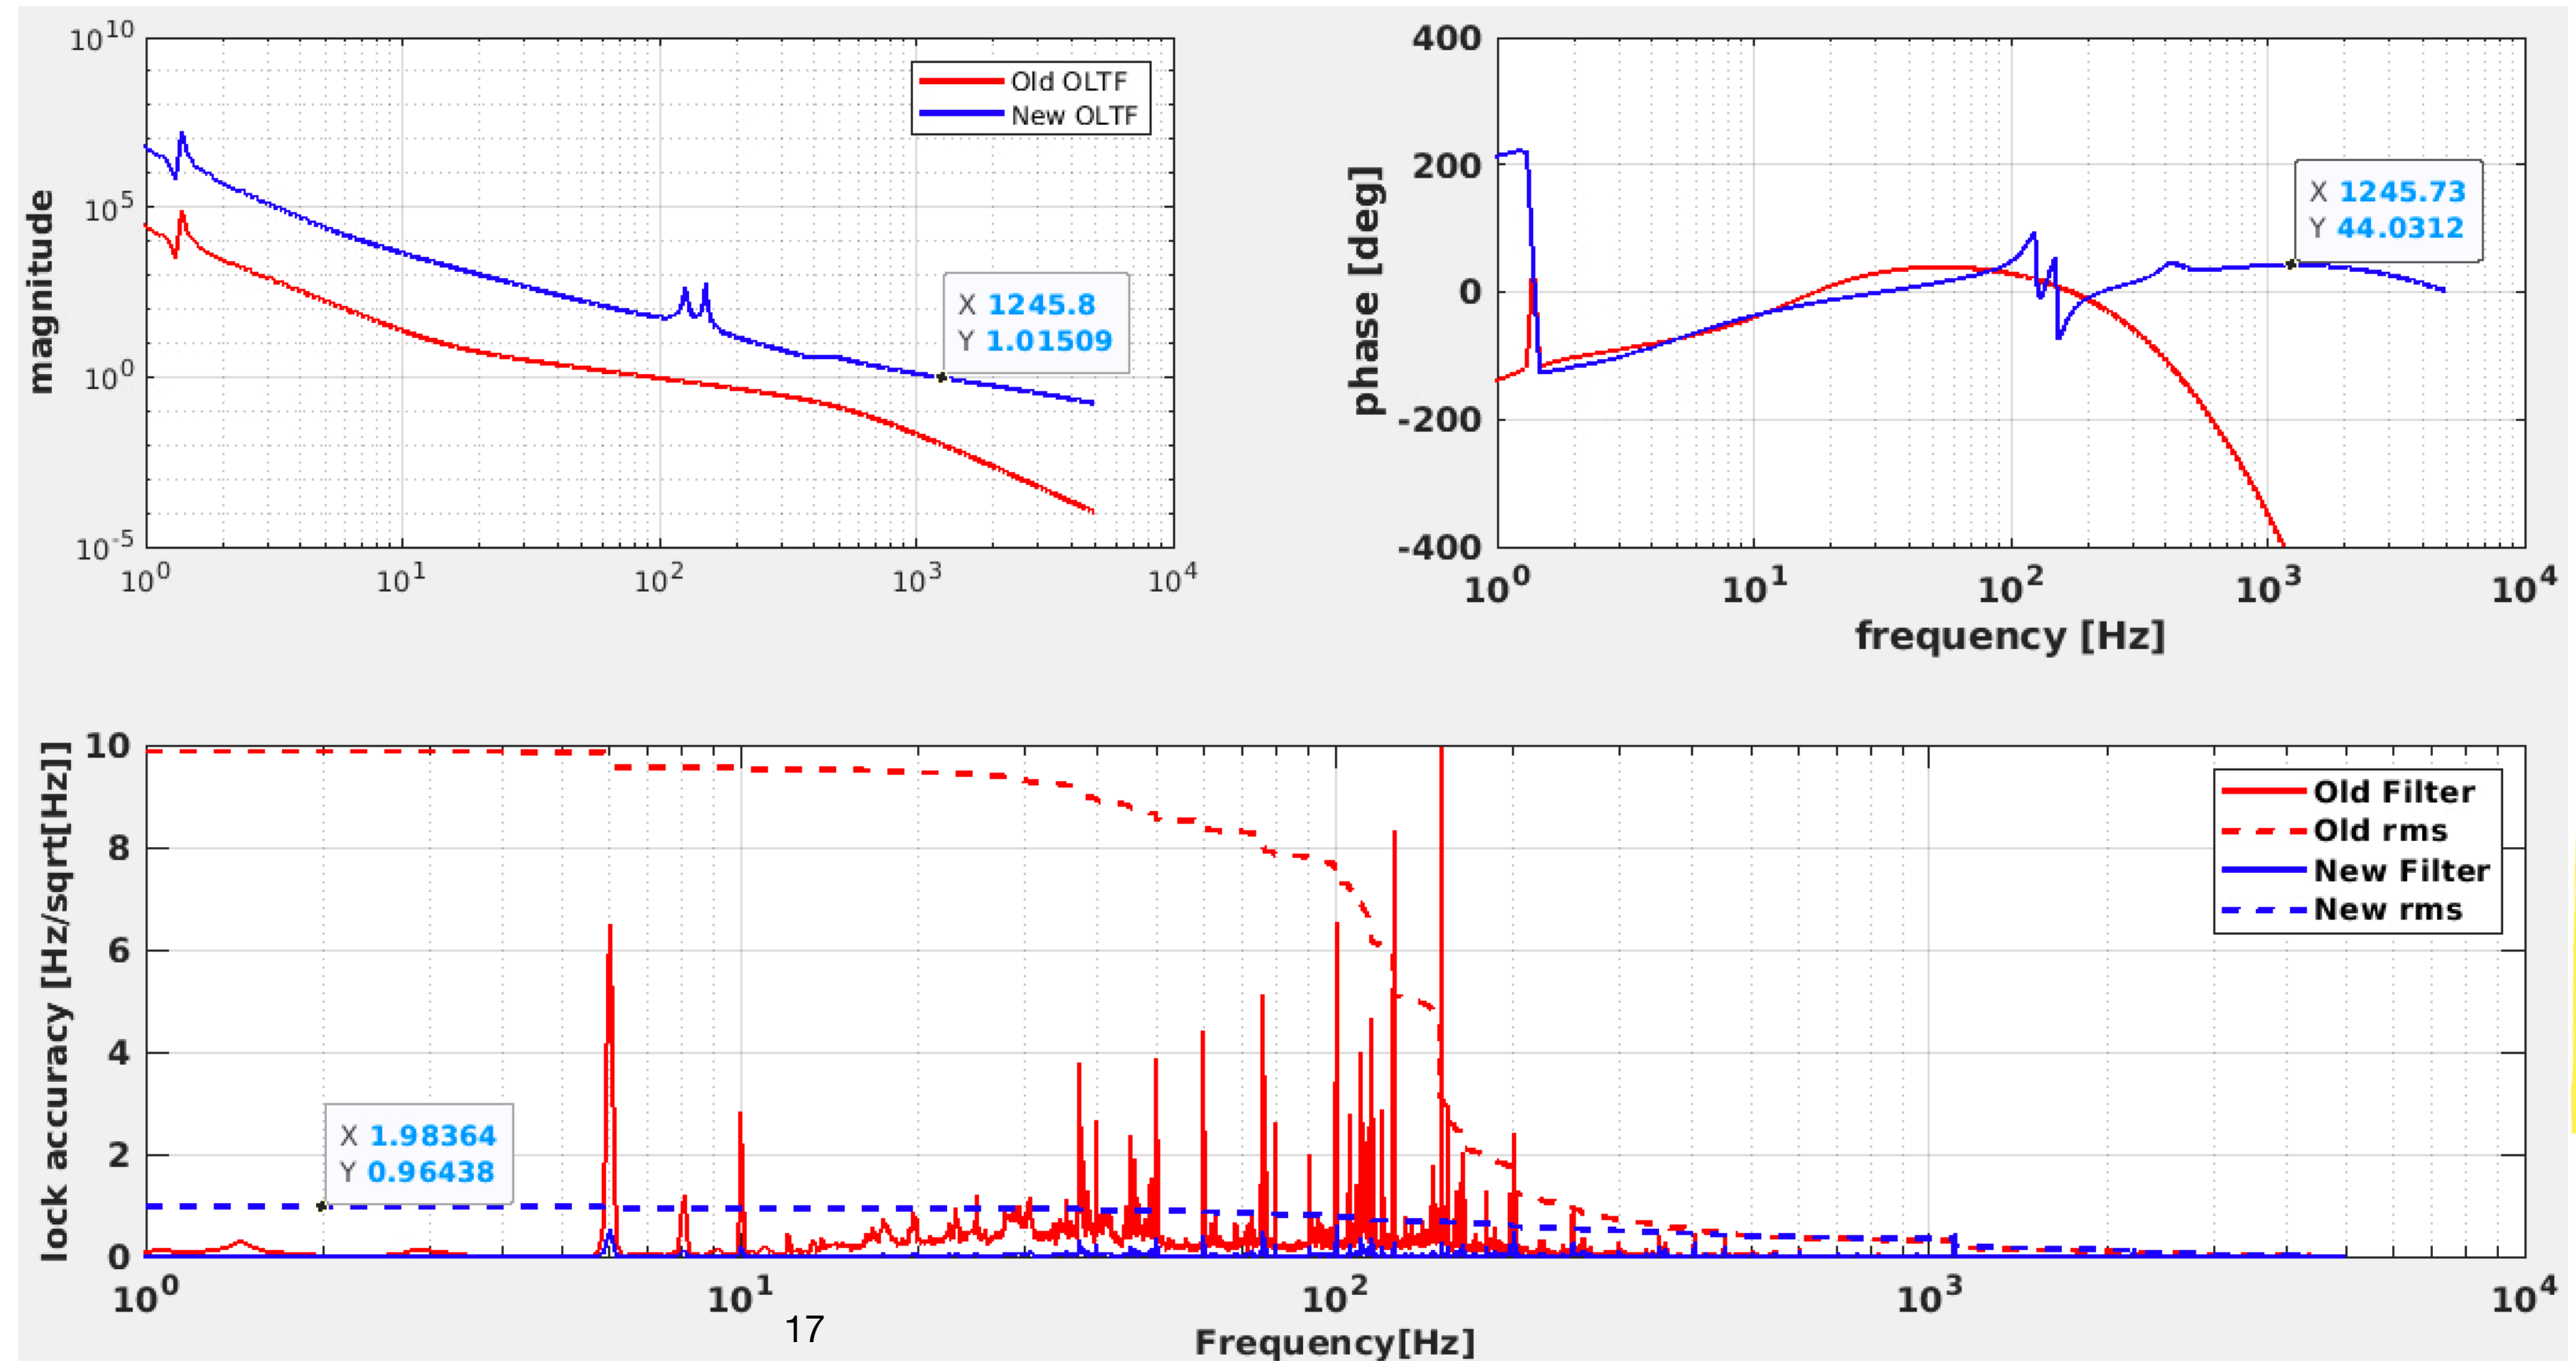 magnitude
10^10
10^5
10^0
10^-5
10^0
10^1
10^2
10^3
10^4
Old OLTF
New OLTF
X 1245.8
Y 1.01509
phase [deg]
400
200
0
-200
-400
10^0
10^1
10^2
10^3
10^4
frequency [Hz]
X 1245.73
Y 44.0312
lock accuracy [Hz/sqrt[Hz]]
10
8
6
4
2
0
10^0
10^1
10^2
10^3
10^4
Frequency[Hz]
X 1.98364
Y 0.96438
Old Filter
Old rms
New Filter
New rms
17